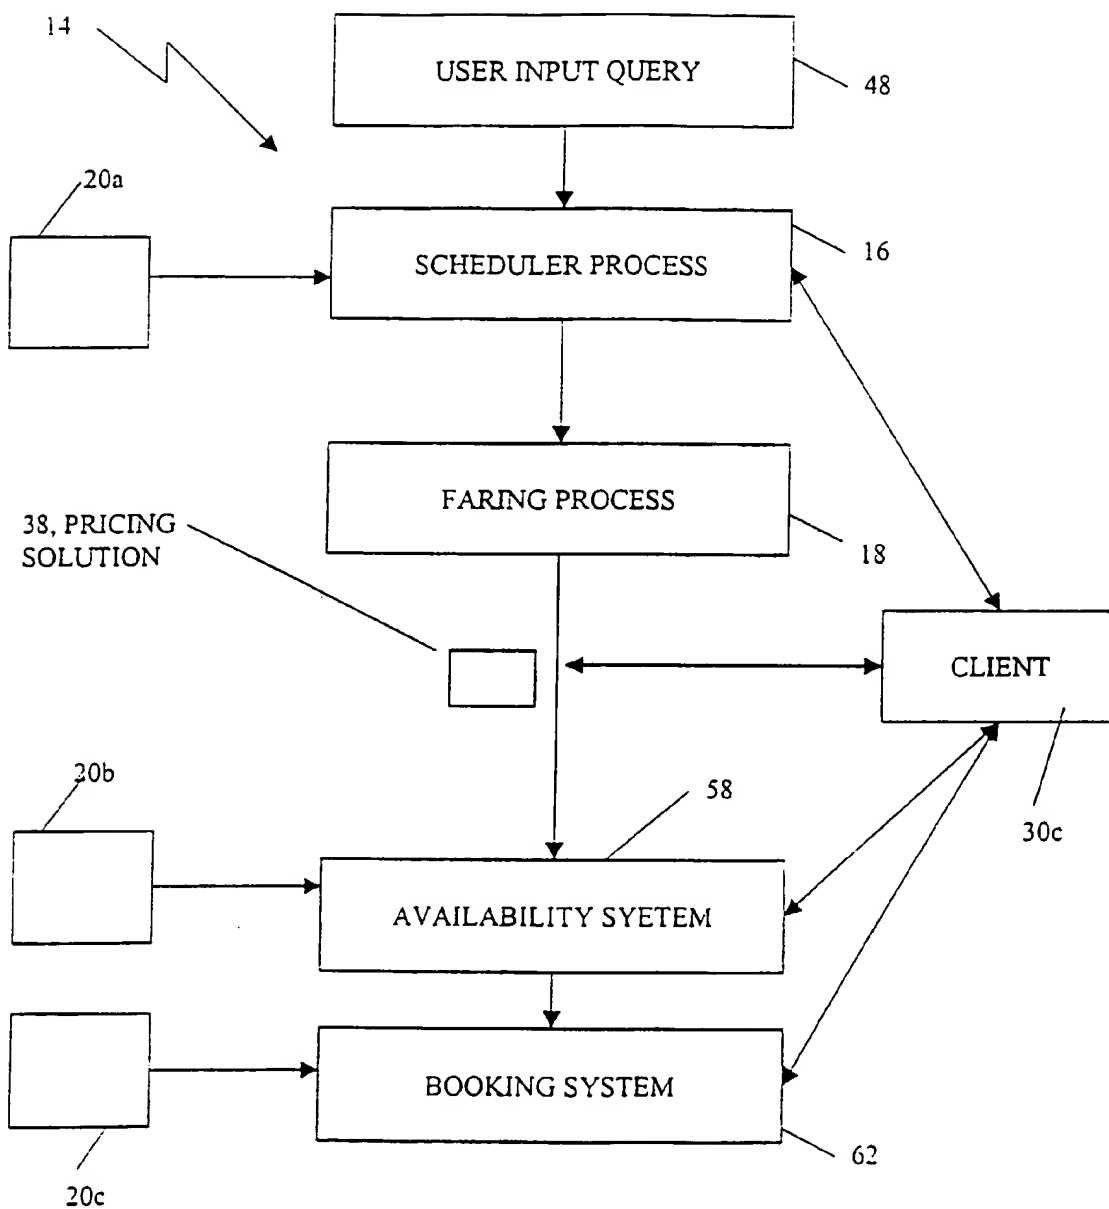 14
USER INPUT QUERY
48
20a
16
SCHEDULER PROCESS
FARING PROCESS
38, PRICING
SOLUTION
18
CLIENT
20b
58
30c
AVAILABILITY SYETEM
BOOKING SYSTEM
62
20c